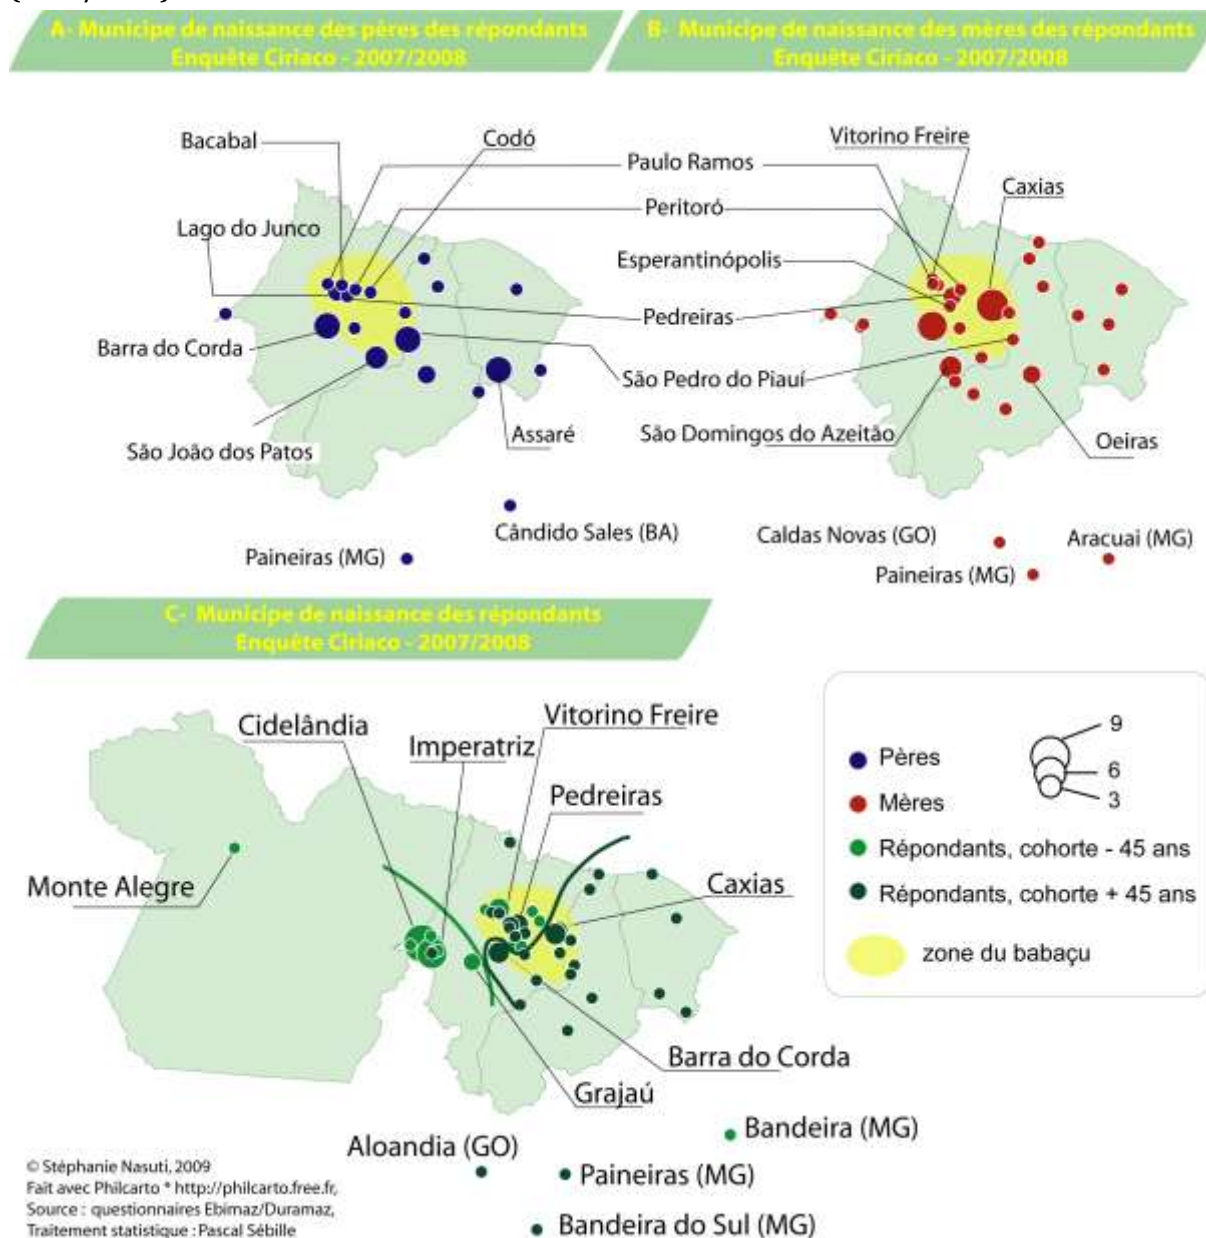 A- Municipe de naissance des pères des répondants
Enquête Ciriaco - 2007/2008
B- Municipe de naissance des mères des répondants
Enquête Ciriaco - 2007/2008
Bacabal
Codó
Paulo Ramos
Vitorino Freire
Caxias
Peritoró
Lago do Junco
Esperantinópolis
Pedreiras
Barra do Corda
São Pedro do Piauí
São João dos Patos
Assaré
São Domingos do Azeitão
Oeiras
Cândido Sales (BA)
Paineiras (MG)
Caldas Novas (GO)
Aracuai (MG)
Paineiras (MG)
C- Municipe de naissance des répondants
Enquête Ciriaco - 2007/2008
Cidelândia
Vitorino Freire
Imperatriz
Pedreiras
Monte Alegre
Caxias
Barra do Corda
Grajaú
Bandeira (MG)
Aloandia (GO)
Paineiras (MG)
Bandeira do Sul (MG)
Pères
Mères
Répondants, cohorte - 45 ans
Répondants, cohorte + 45 ans
zone du babaçu
9
6
3
© Stéphanie Nasuti, 2009
Fait avec Philcarto * http://philcarto.free.fr,
Source : questionnaires Ebimaz/Duramaz,
Traitement statistique : Pascal Sébille